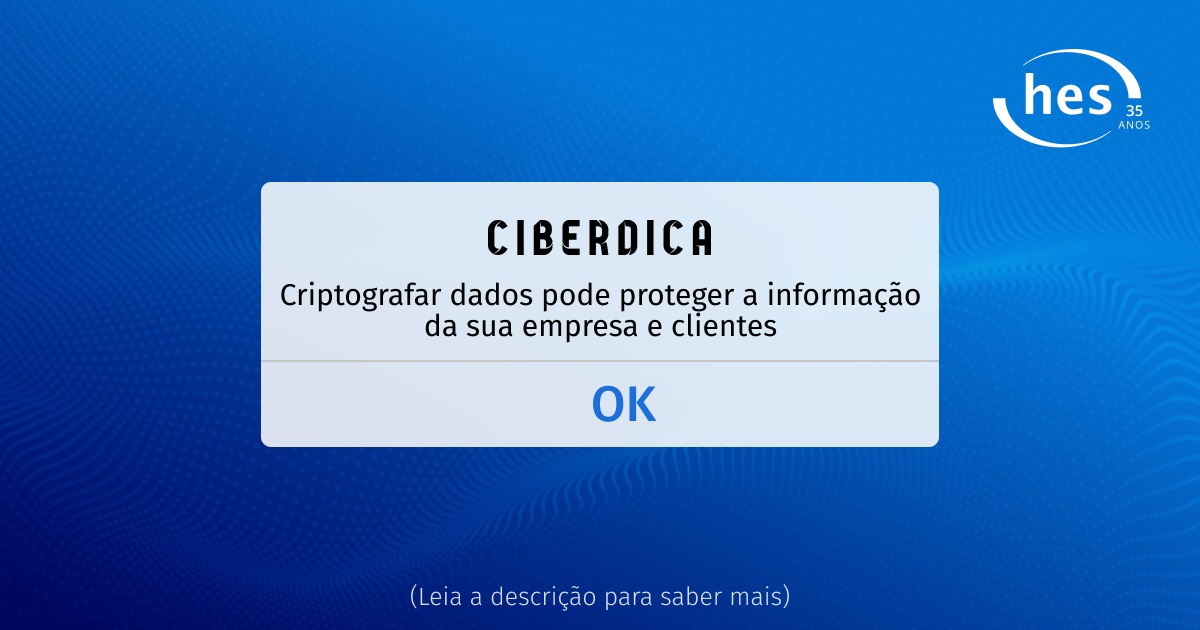 hes
35
ANOS
CIBERDICA
Criptografar dados pode proteger a informação
da sua empresa e clientes
OK
(Leia a descrição para saber mais)